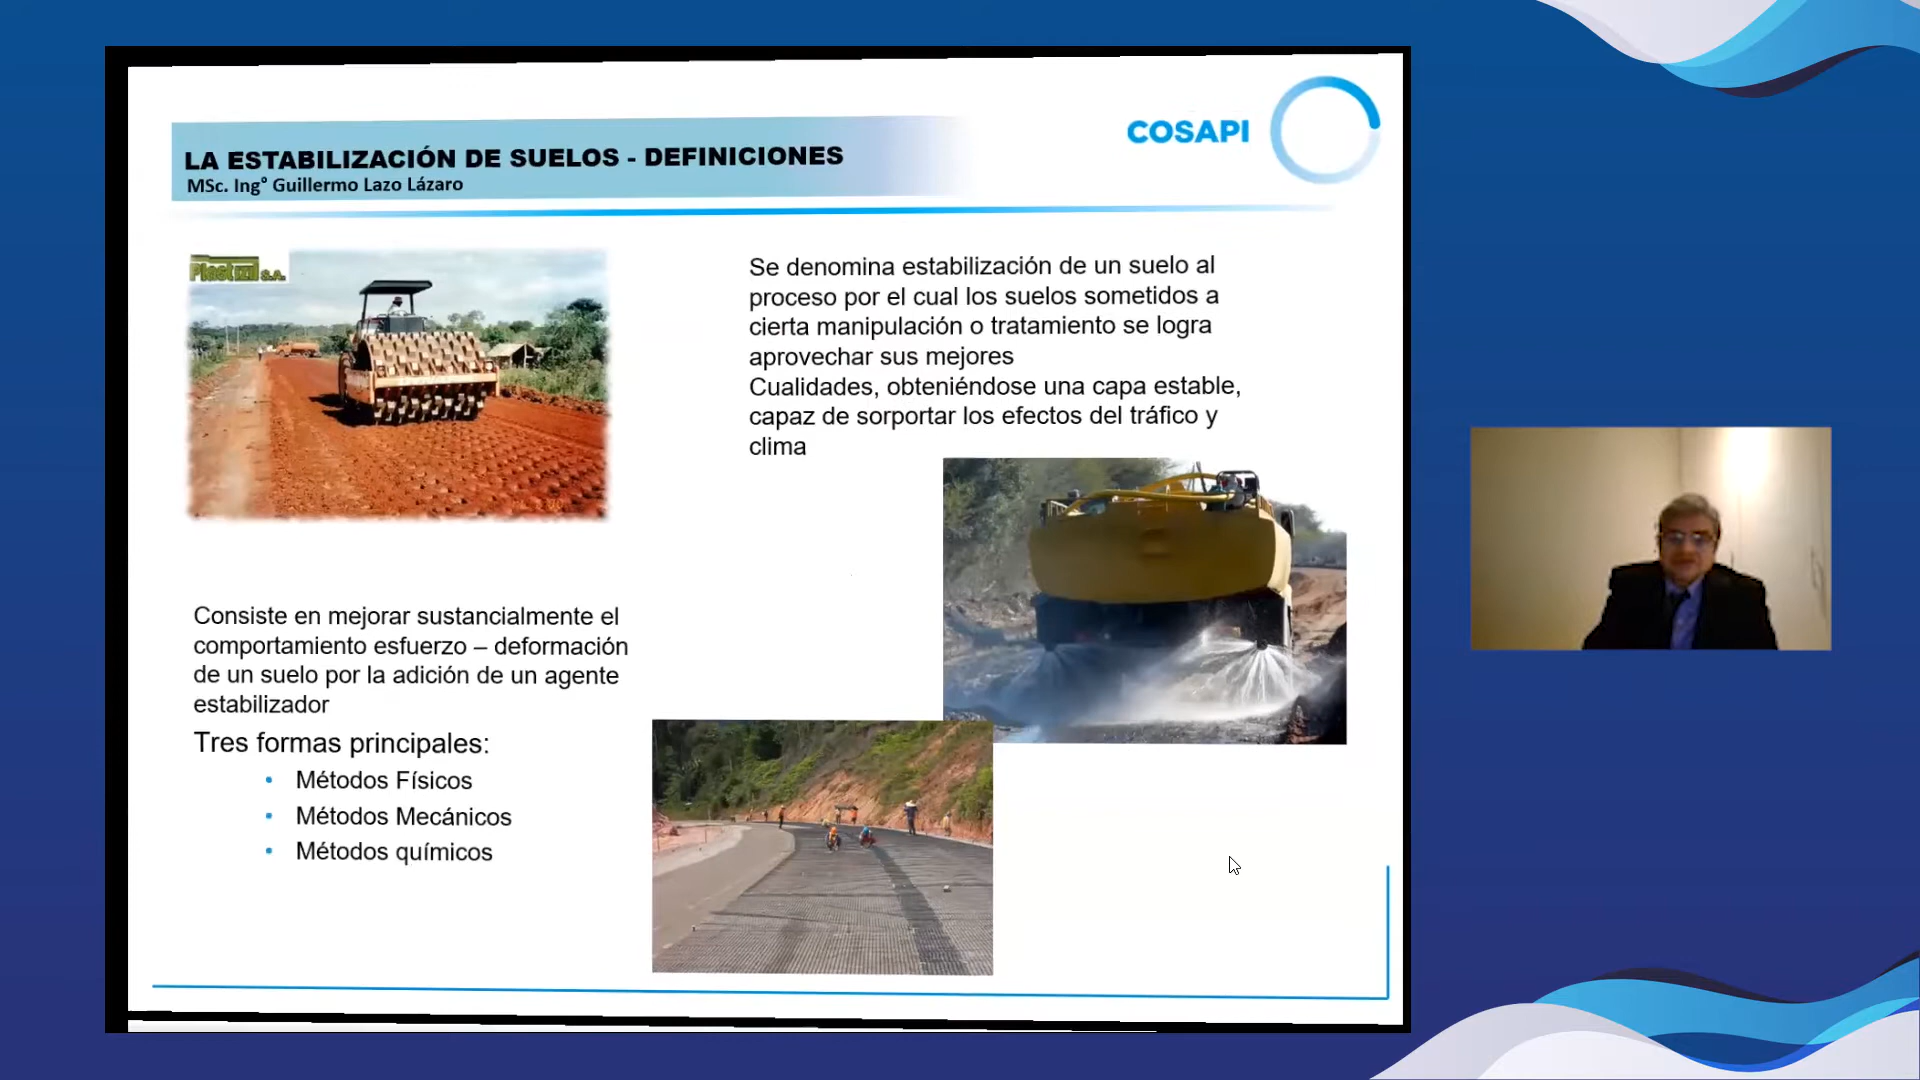 LA ESTABILIZACIÓN DE SUELOS - DEFINICIONES
MSc. Ing° Guillermo Lazo Lázaro
COSAPI
Plastizil S.A.
Se denomina estabilización de un suelo al
proceso por el cual los suelos sometidos a
cierta manipulación o tratamiento se logra
aprovechar sus mejores
Cualidades, obteniéndose una capa estable,
capaz de sorportar los efectos del tráfico y
clima
Consiste en mejorar sustancialmente el
comportamiento esfuerzo – deformación
de un suelo por la adición de un agente
estabilizador
Tres formas principales:
• Métodos Físicos
• Métodos Mecánicos
• Métodos químicos